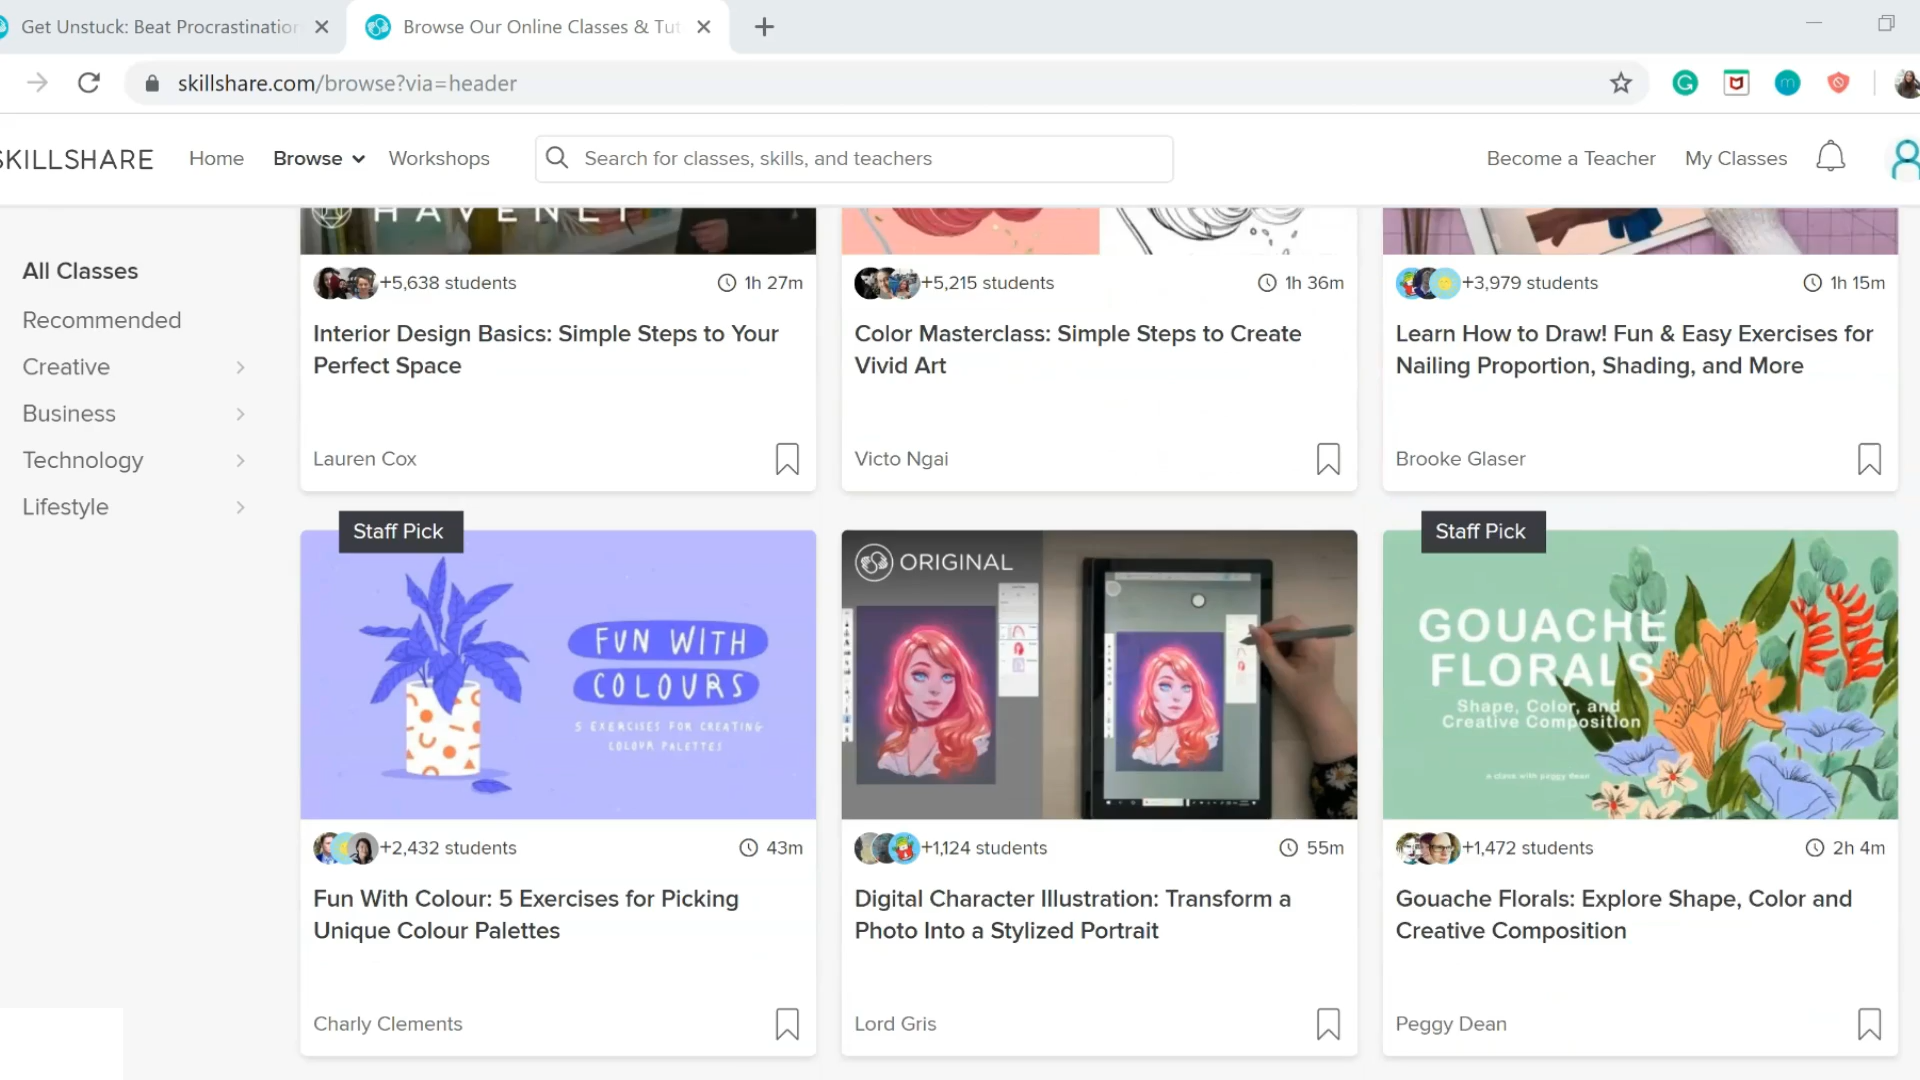 Get Unstuck: Beat Procrastination
Browse Our Online Classes & Tut
skillshare.com/browse?via=header
SKILLSHARE
Home
Browse
Workshops
Search for classes, skills, and teachers
Become a Teacher
My Classes
All Classes
Recommended
Creative
Business
Technology
Lifestyle
HAVENLY
+5,638 students
1h 27m
Interior Design Basics: Simple Steps to Your
Perfect Space
Lauren Cox
+5,215 students
1h 36m
Color Masterclass: Simple Steps to Create
Vivid Art
Victo Ngai
+3,979 students
1h 15m
Learn How to Draw! Fun & Easy Exercises for
Nailing Proportion, Shading, and More
Brooke Glaser
Staff Pick
FUN WITH
COLOURS
5 EXERCISES FOR CREATING
COLOUR PALETTES
+2,432 students
43m
Fun With Colour: 5 Exercises for Picking
Unique Colour Palettes
Charly Clements
ORIGINAL
+1,124 students
55m
Digital Character Illustration: Transform a
Photo Into a Stylized Portrait
Lord Gris
Staff Pick
GOUACHE
FLORALS
Shape, Color, and
Creative Composition
a class with peggy dean
+1,472 students
2h 4m
Gouache Florals: Explore Shape, Color and
Creative Composition
Peggy Dean